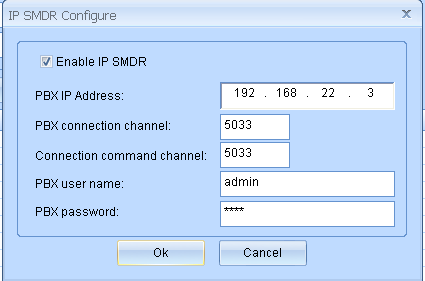 IP SMDR Configure
Enable IP SMDR
PBX IP Address: 192 . 168 . 22 . 3
PBX connection channel: 5033
Connection command channel: 5033
PBX user name: admin
PBX password: ****
Ok Cancel